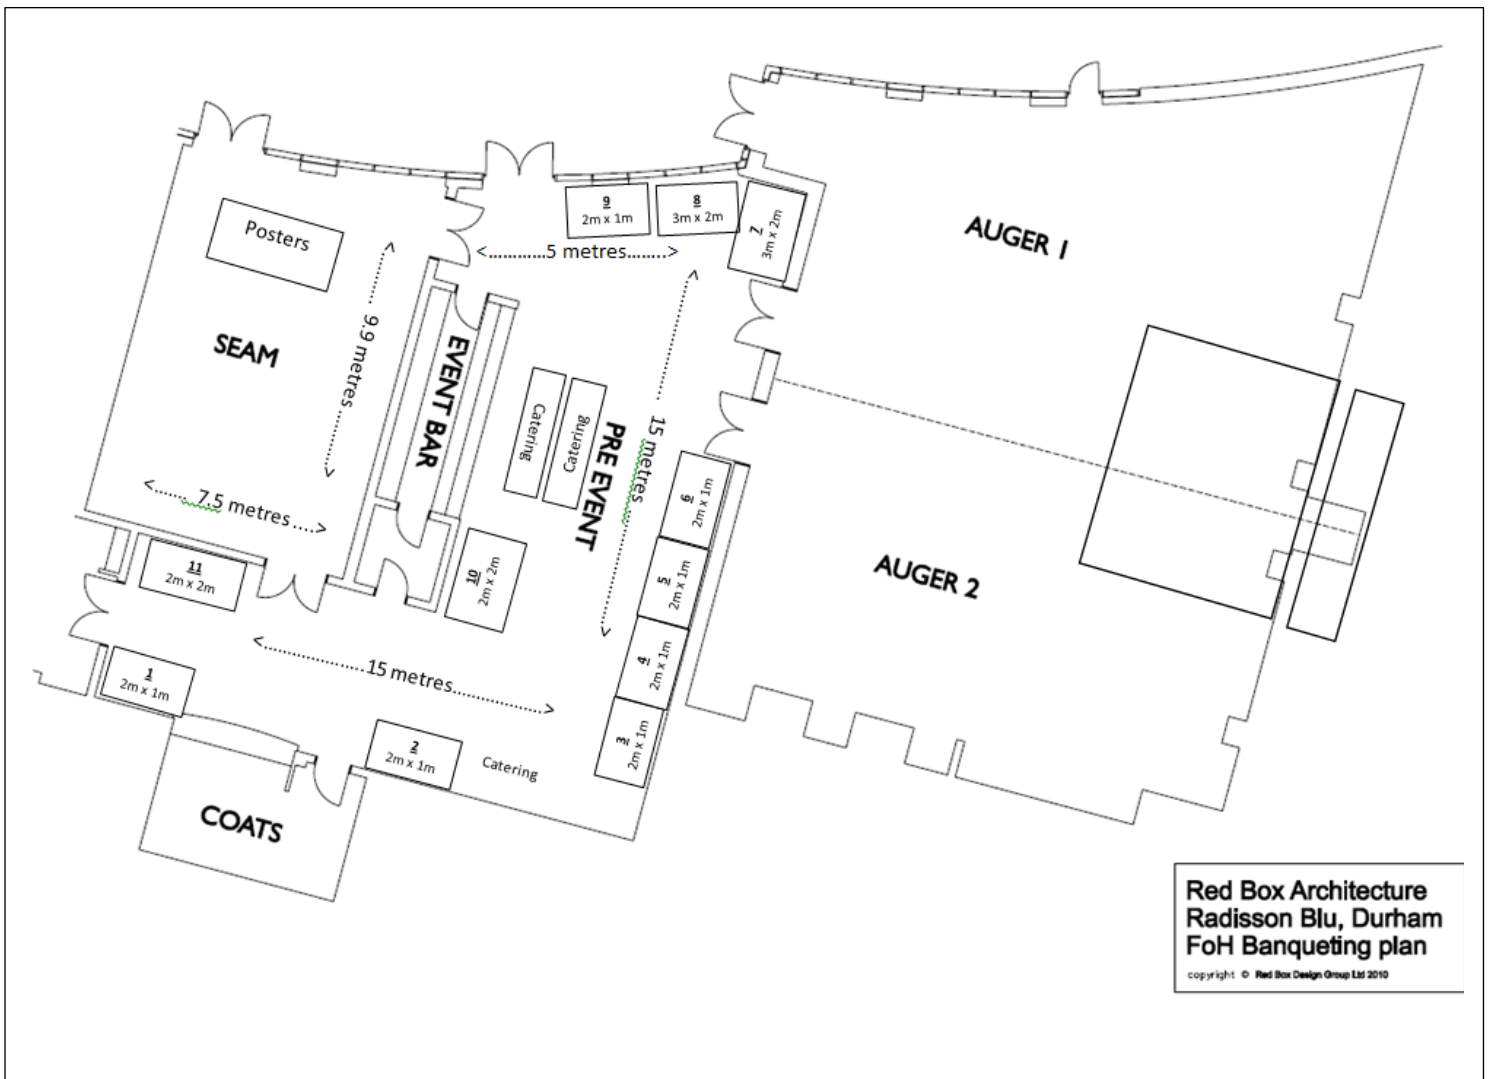 AUGER 1
9
2m x 1m
8
3m x 2m
7
3m x 2m
Posters
<............5 metres........>
SEAM
9.9 metres
EVENT BAR
Catering
Catering
PRE EVENT
15 metres
7.5 metres
6
2m x 1m
5
2m x 1m
4
2m x 1m
3
2m x 1m
10
2m x 2m
11
2m x 2m
AUGER 2
1
2m x 1m
15 metres
2
2m x 1m
Catering
COATS
Red Box Architecture
Radisson Blu, Durham
FoH Banqueting plan
copyright © Red Box Design Group Ltd 2010